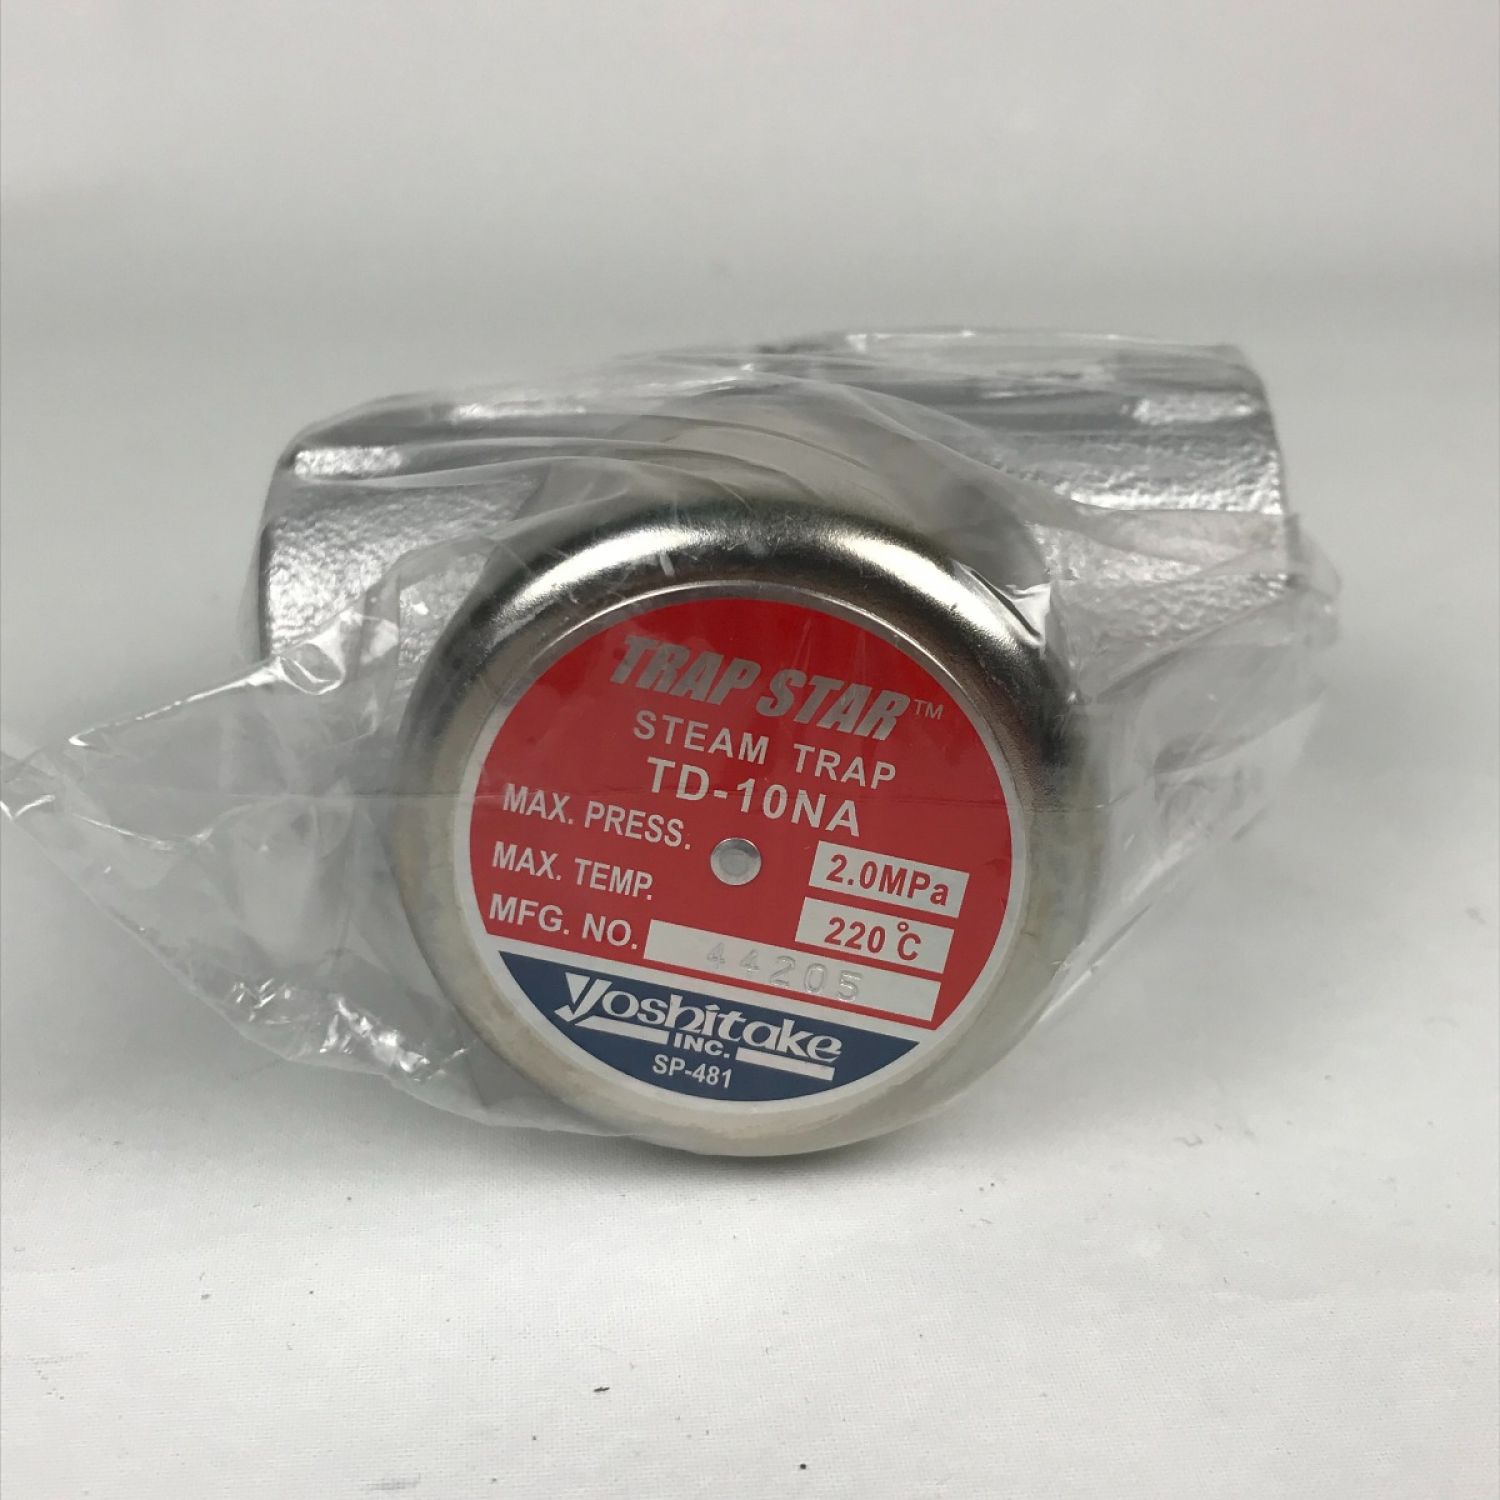 TRAP STAR™
STEAM TRAP
TD-10NA
MAX. PRESS. 2.0MPa
MAX. TEMP. 220℃
MFG. NO. 44205
Yoshitake
INC.
SP-481